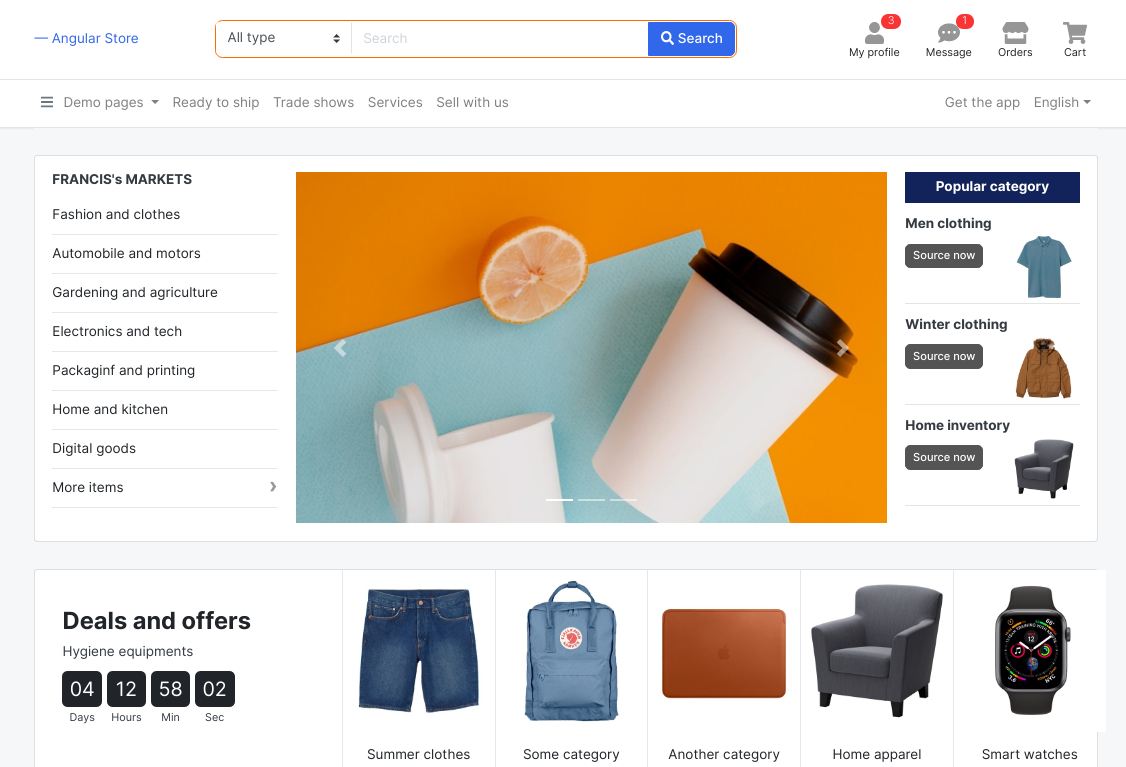 — Angular Store
All type
Search
Search
3
My profile
1
Message
Orders
Cart
Demo pages
Ready to ship
Trade shows
Services
Sell with us
Get the app
English
FRANCIS's MARKETS
Fashion and clothes
Automobile and motors
Gardening and agriculture
Electronics and tech
Packaginf and printing
Home and kitchen
Digital goods
More items
Popular category
Men clothing
Source now
Winter clothing
Source now
Home inventory
Source now
Deals and offers
Hygiene equipments
04 12 58 02
Days Hours Min Sec
Summer clothes
Some category
Another category
Home apparel
Smart watches